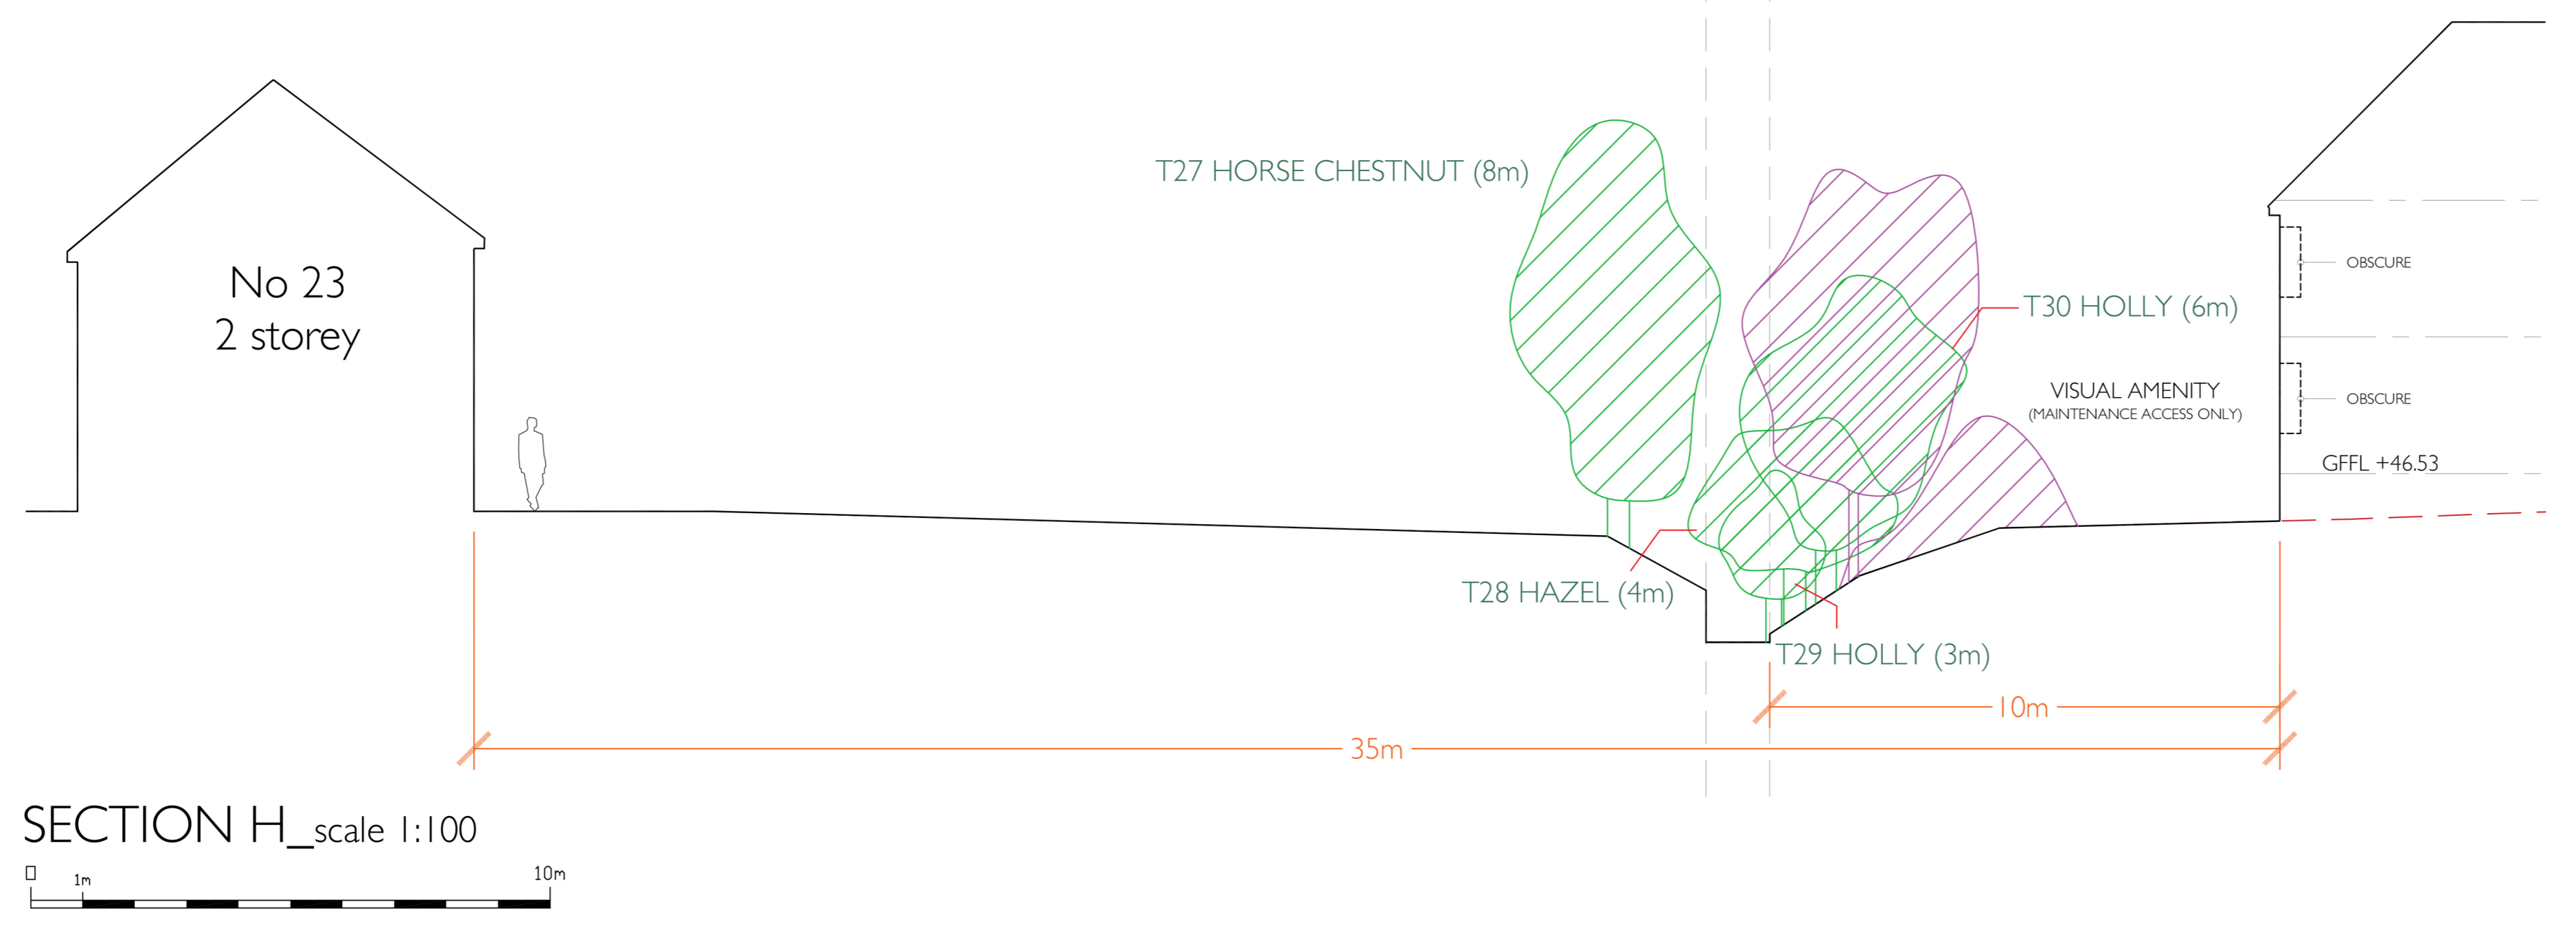 No 23
2 storey
T27 HORSE CHESTNUT (8m)
T30 HOLLY (6m)
VISUAL AMENITY
(MAINTENANCE ACCESS ONLY)
OBSCURE
OBSCURE
GFFL +46.53
T28 HAZEL (4m)
T29 HOLLY (3m)
10m
35m
SECTION H_scale 1:100
1m
10m